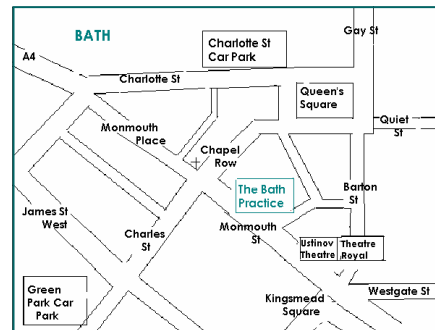 BATH
Gay St
Charlotte St
Car Park
A4
Charlotte St
Queen's
Square
Quiet
St
Monmouth
Place
Chapel
Row
The Bath
Practice
Barton
St
James St
West
Charles
St
Monmouth
St
Ustinov
Theatre
Theatre
Royal
Green
Park Car
Park
Westgate St
Kingsmead
Square